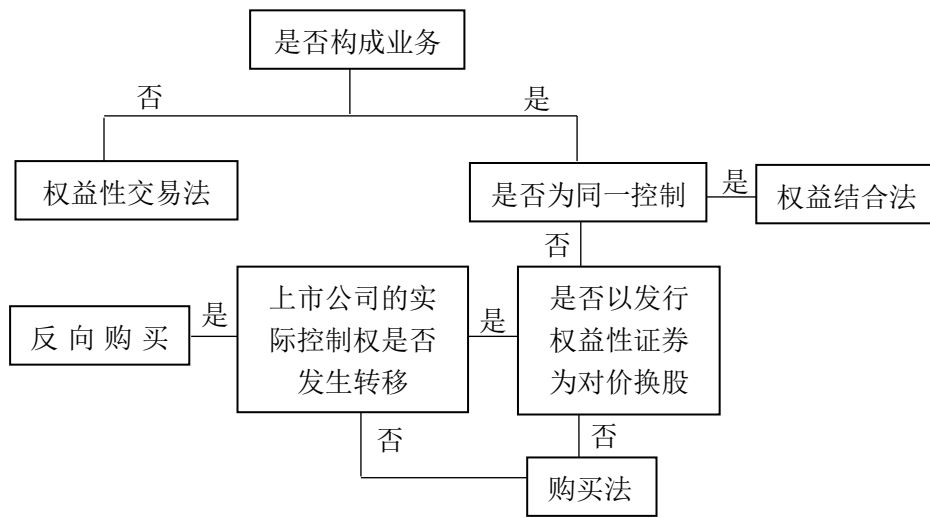 是否构成业务
否
是
权益性交易法
是否为同一控制
是
权益结合法
否
反向购买
是
上市公司的实
际控制权是否
发生转移
是
是否以发行
权益性证券
为对价换股
否
否
购买法